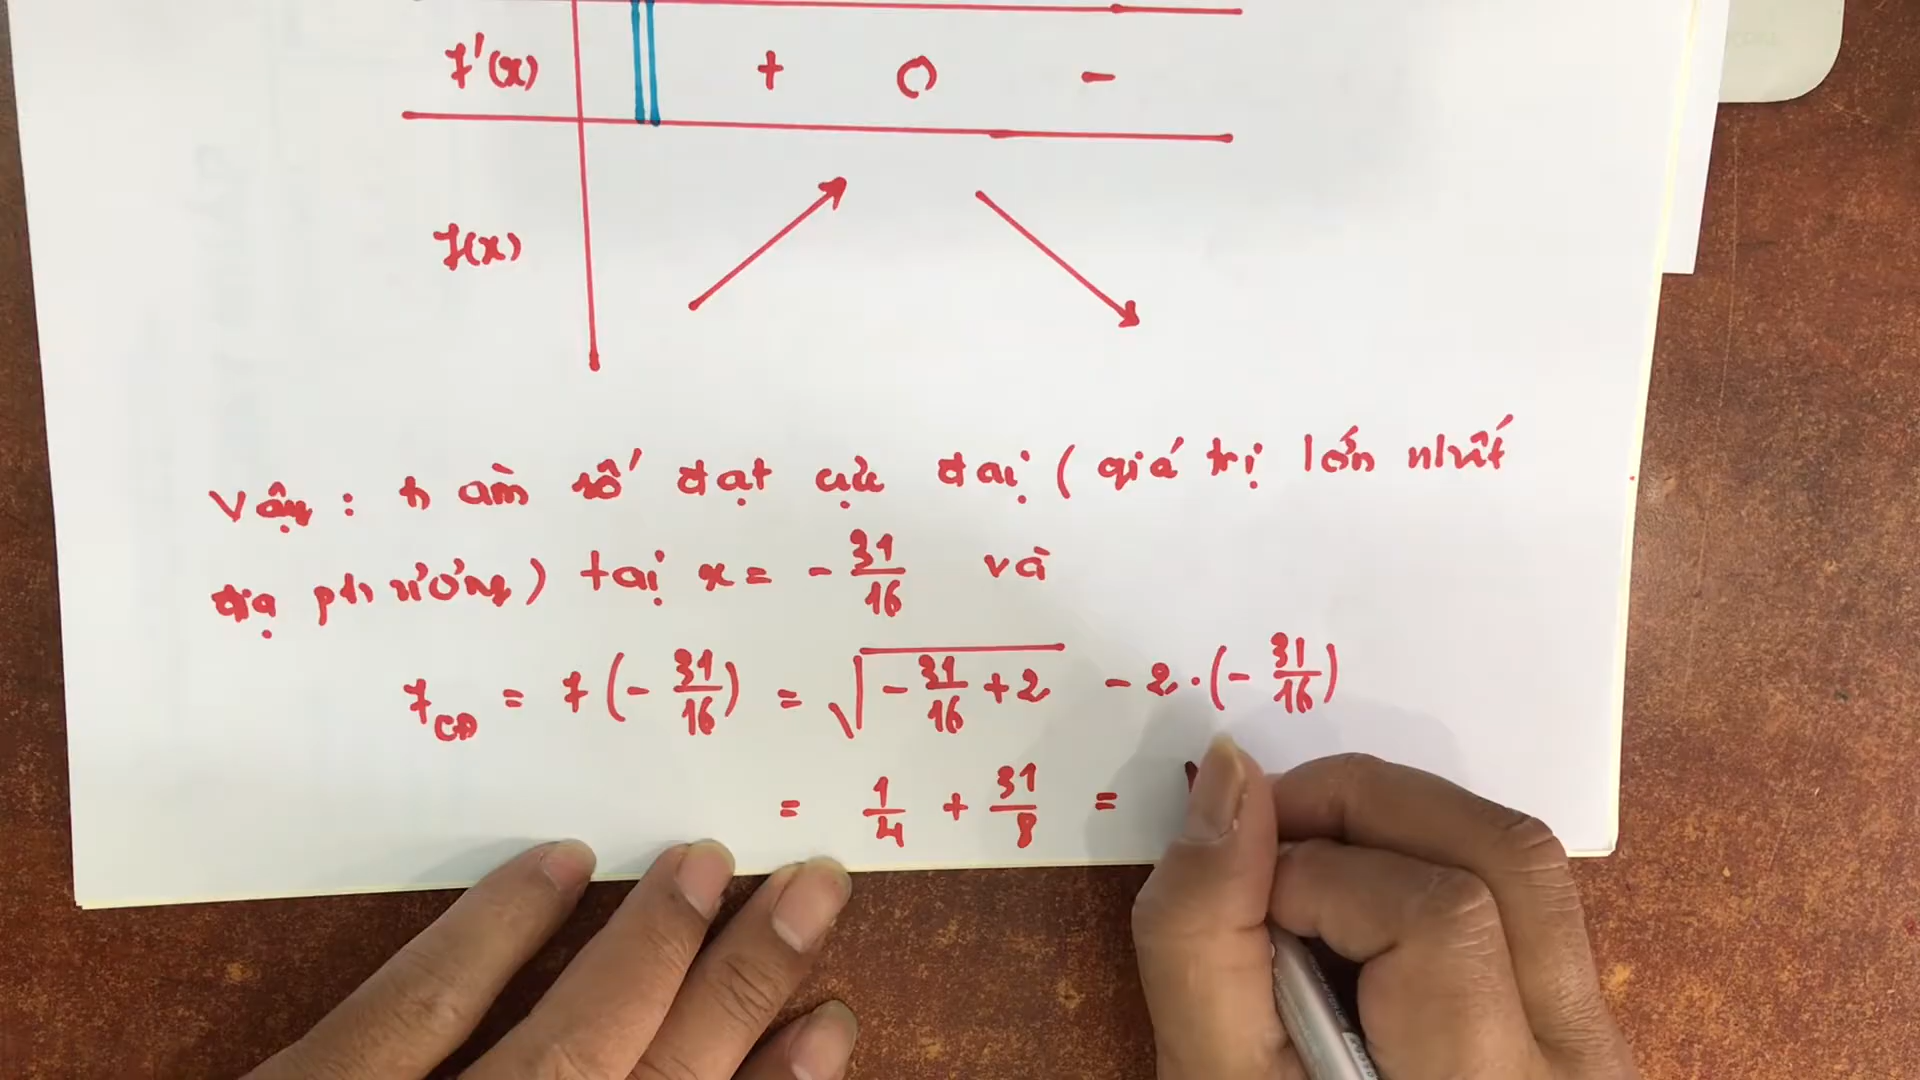 f'(x) + 0 -
f(x)
Vậy : hàm số đạt cực đại ( giá trị lớn nhất
địa phương) tại x = - 31/16 và
f_CĐ = f(- 31/16) = √(- 31/16 + 2) - 2 · (- 31/16)
= 1/4 + 31/8 =